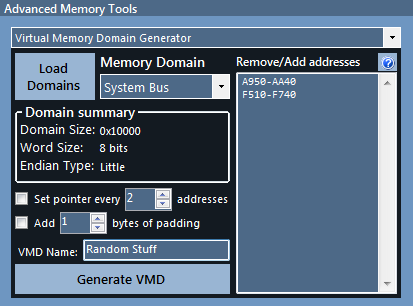 Advanced Memory Tools
Virtual Memory Domain Generator
Load Domains
Memory Domain
System Bus
Domain summary
Domain Size: 0x10000
Word Size: 8 bits
Endian Type: Little
Set pointer every 2 addresses
Add 1 bytes of padding
VMD Name: Random Stuff
Generate VMD
Remove/Add addresses ?
A950-AA40
F510-F740